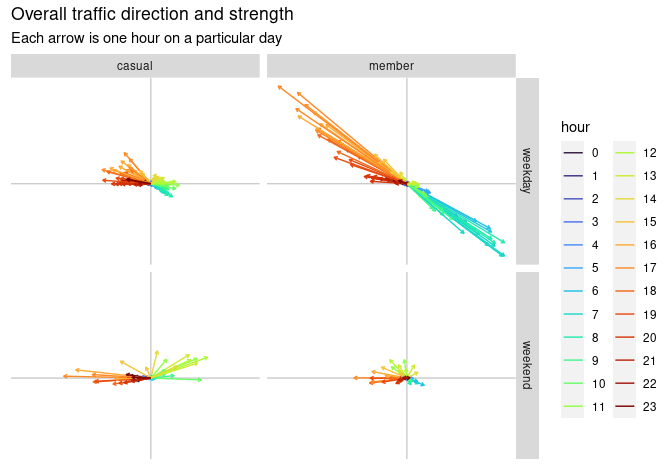 Overall traffic direction and strength
Each arrow is one hour on a particular day
casual member
weekday
weekend
hour
0 12
1 13
2 14
3 15
4 16
5 17
6 18
7 19
8 20
9 21
10 22
11 23